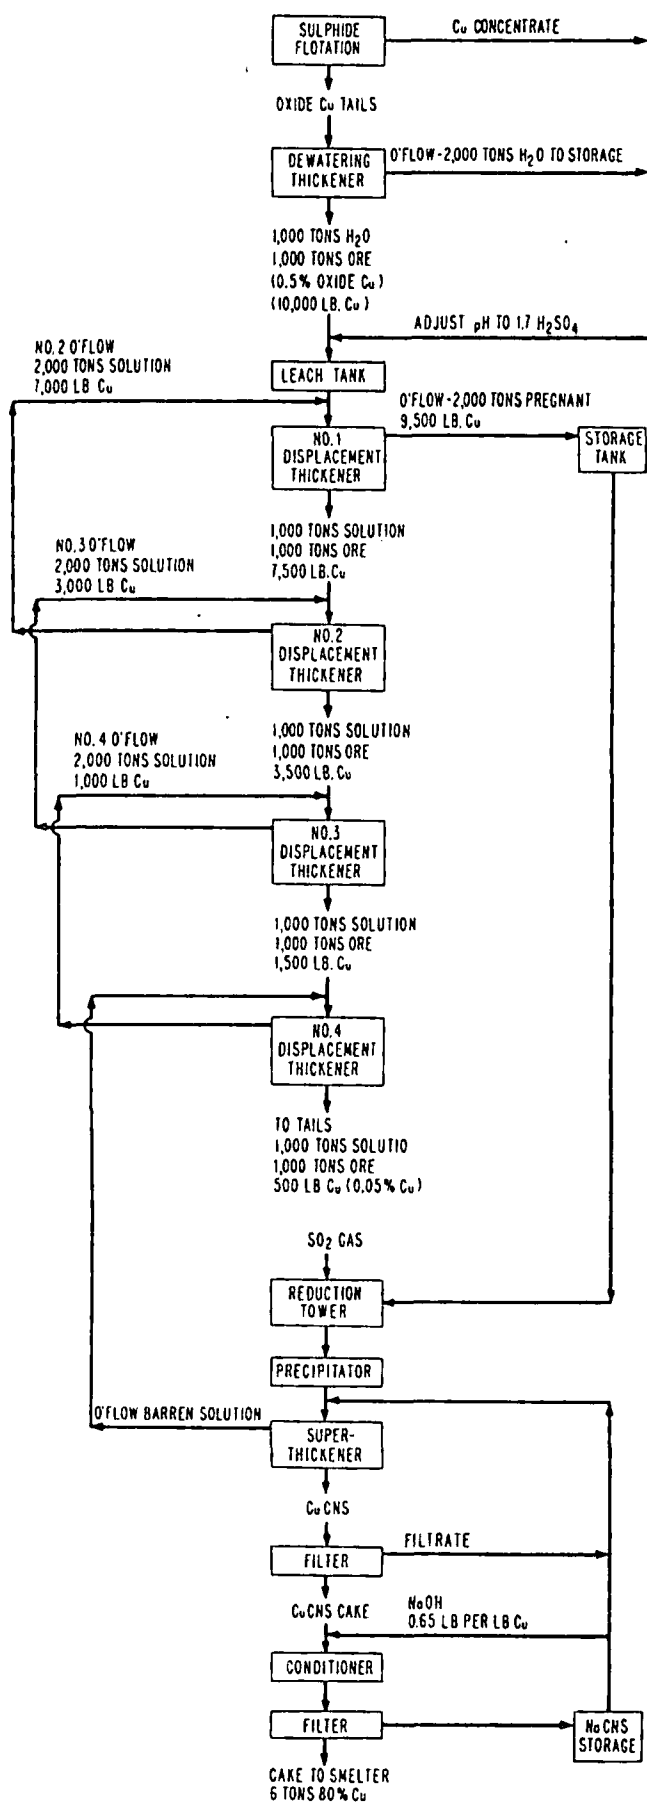 SULPHIDE
FLOTATION
Cu CONCENTRATE
OXIDE Cu TAILS
DEWATERING
THICKENER
O'FLOW-2,000 TONS H2O TO STORAGE
1,000 TONS H2O
1,000 TONS ORE
(0.5% OXIDE Cu)
(10,000 LB. Cu)
ADJUST pH TO 1.7 H2SO4
LEACH TANK
NO. 2 O'FLOW
2,000 TONS SOLUTION
7,000 LB Cu
O'FLOW-2,000 TONS PREGNANT
9,500 LB. Cu
STORAGE
TANK
NO. 1
DISPLACEMENT
THICKENER
1,000 TONS SOLUTION
1,000 TONS ORE
7,500 LB. Cu
NO. 3 O'FLOW
2,000 TONS SOLUTION
3,000 LB Cu
NO. 2
DISPLACEMENT
THICKENER
1,000 TONS SOLUTION
1,000 TONS ORE
3,500 LB. Cu
NO. 4 O'FLOW
2,000 TONS SOLUTION
1,000 LB Cu
NO. 3
DISPLACEMENT
THICKENER
1,000 TONS SOLUTION
1,000 TONS ORE
1,500 LB. Cu
NO. 4
DISPLACEMENT
THICKENER
TO TAILS
1,000 TONS SOLUTIO
1,000 TONS ORE
500 LB Cu (0.05% Cu)
SO2 GAS
REDUCTION
TOWER
PRECIPITATOR
O'FLOW BARREN SOLUTION
SUPER-
THICKENER
CuCNS
FILTER
FILTRATE
CuCNS CAKE
NaOH
0.65 LB PER LB Cu
CONDITIONER
FILTER
NaCNS
STORAGE
CAKE TO SMELTER
6 TONS 80% Cu